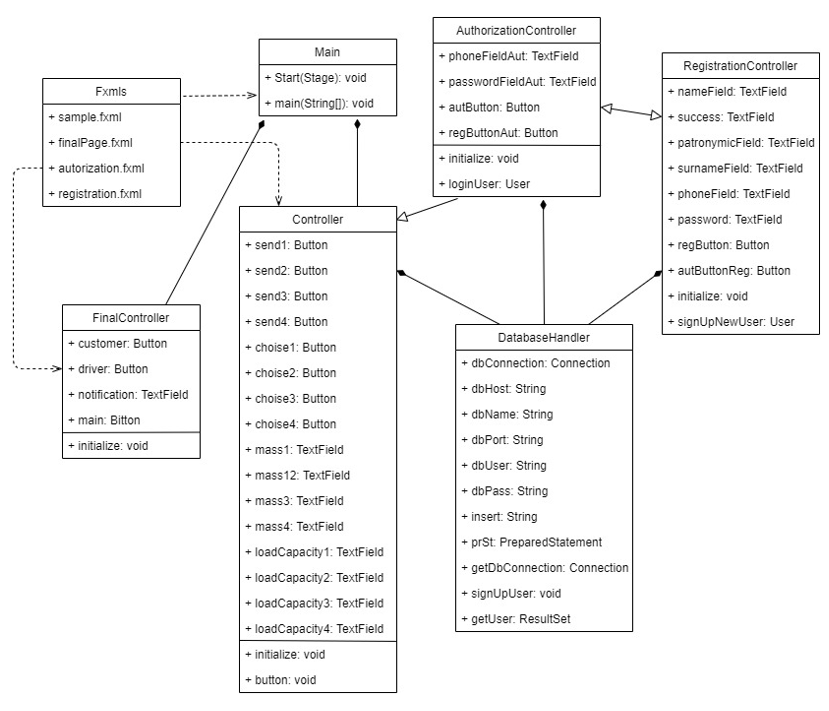 Main
+ Start(Stage): void
+ main(String[]): void
Fxmls
+ sample.fxml
+ finalPage.fxml
+ autorization.fxml
+ registration.fxml
AuthorizationController
+ phoneFieldAut: TextField
+ passwordFieldAut: TextField
+ autButton: Button
+ regButtonAut: Button
+ initialize: void
+ loginUser: User
RegistrationController
+ nameField: TextField
+ success: TextField
+ patronymicField: TextField
+ surnameField: TextField
+ phoneField: TextField
+ password: TextField
+ regButton: Button
+ autButtonReg: Button
+ initialize: void
+ signUpNewUser: User
Controller
+ send1: Button
+ send2: Button
+ send3: Button
+ send4: Button
+ choise1: Button
+ choise2: Button
+ choise3: Button
+ choise4: Button
+ mass1: TextField
+ mass12: TextField
+ mass3: TextField
+ mass4: TextField
+ loadCapacity1: TextField
+ loadCapacity2: TextField
+ loadCapacity3: TextField
+ loadCapacity4: TextField
+ initialize: void
+ button: void
FinalController
+ customer: Button
+ driver: Button
+ notification: TextField
+ main: Bitton
+ initialize: void
DatabaseHandler
+ dbConnection: Connection
+ dbHost: String
+ dbName: String
+ dbPort: String
+ dbUser: String
+ dbPass: String
+ insert: String
+ prSt: PreparedStatement
+ getDbConnection: Connection
+ signUpUser: void
+ getUser: ResultSet